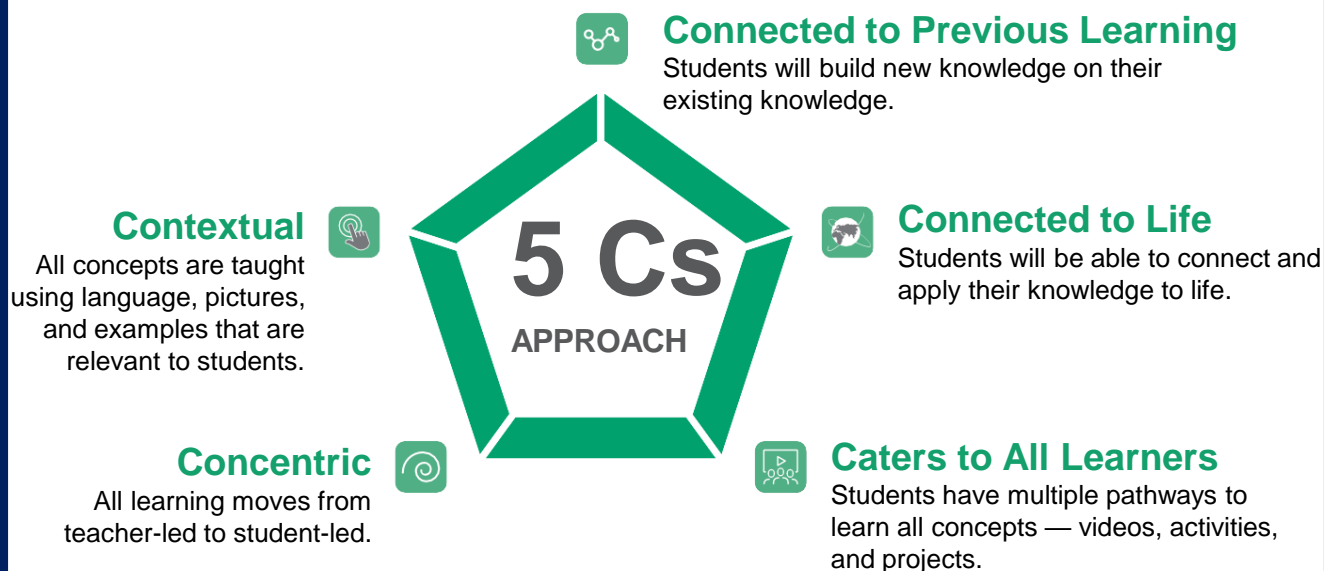 Connected to Previous Learning
Students will build new knowledge on their
existing knowledge.
Contextual
All concepts are taught
using language, pictures,
and examples that are
relevant to students.
5 Cs
APPROACH
Connected to Life
Students will be able to connect and
apply their knowledge to life.
Concentric
All learning moves from
teacher-led to student-led.
Caters to All Learners
Students have multiple pathways to
learn all concepts — videos, activities,
and projects.